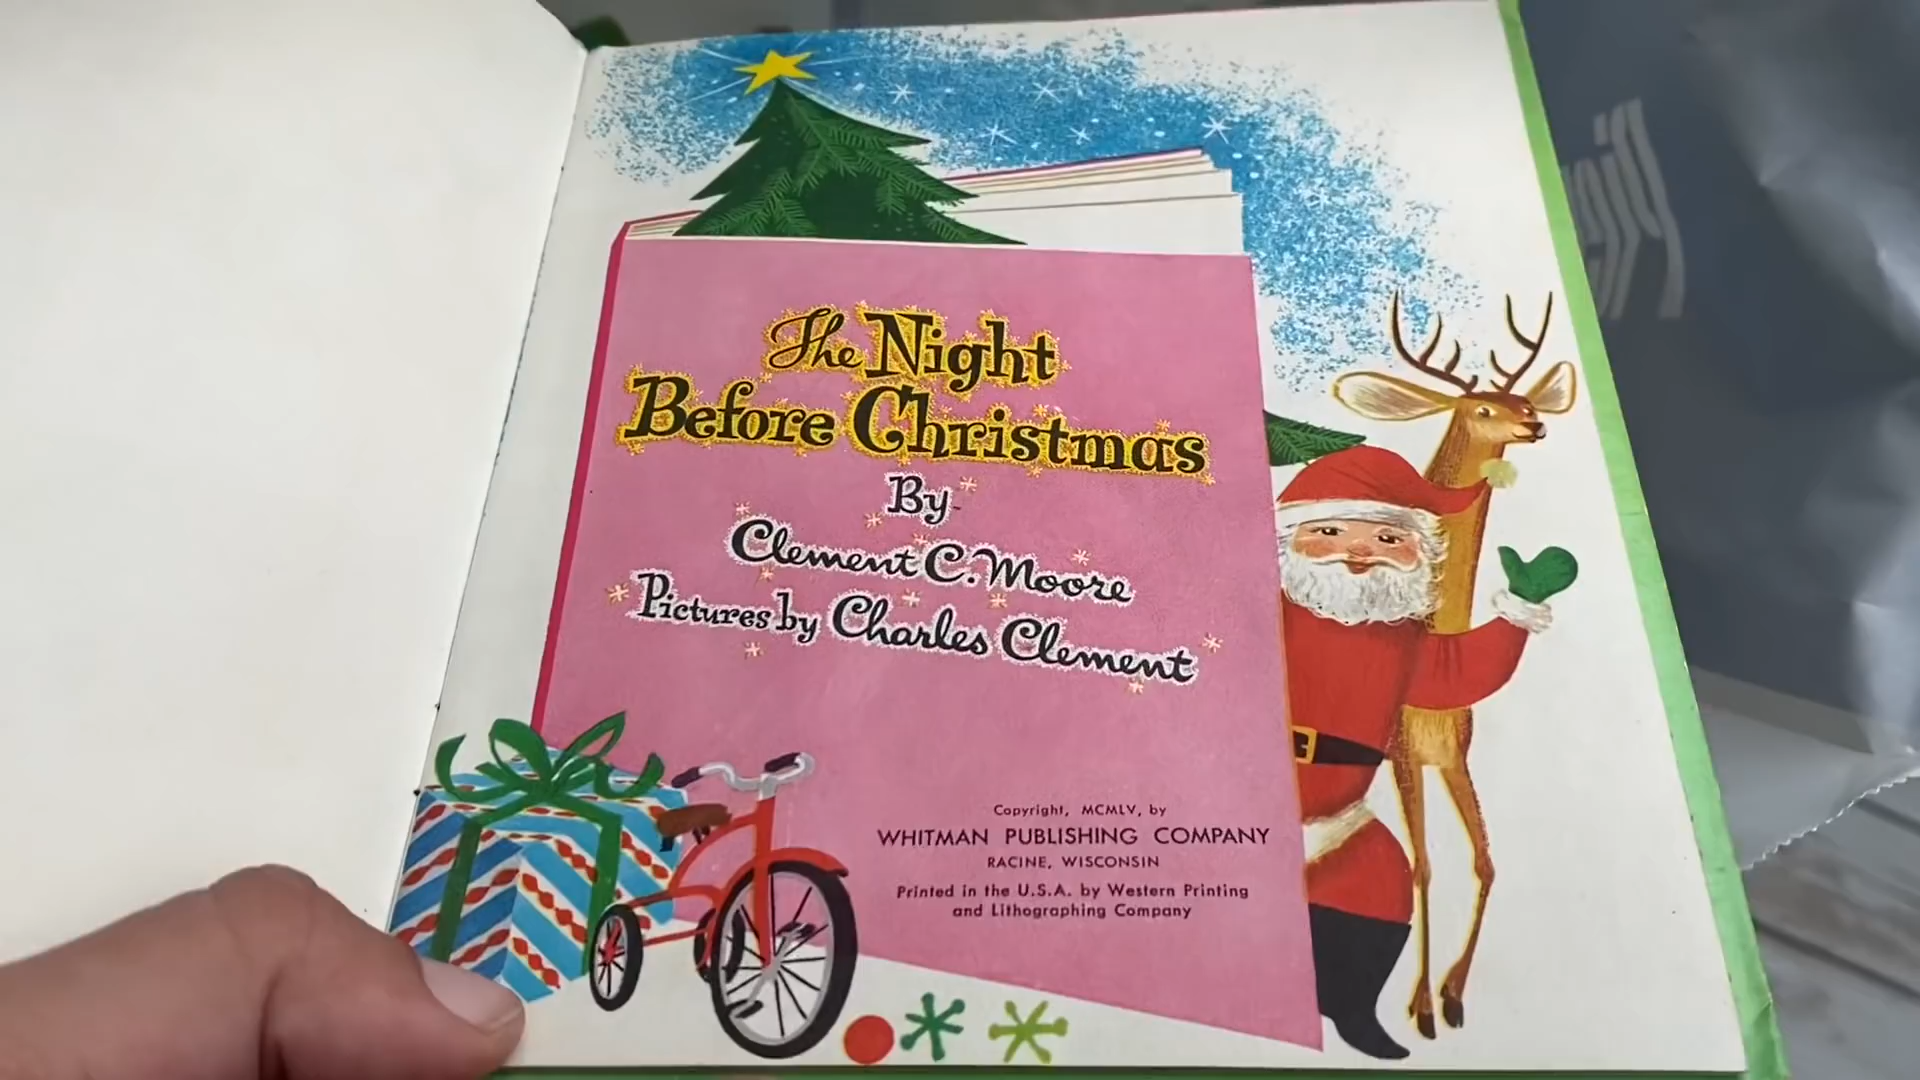 The Night
Before Christmas
By
Clement C. Moore
Pictures by Charles Clement
Copyright, MCMLV, by
WHITMAN PUBLISHING COMPANY
RACINE, WISCONSIN
Printed in the U.S.A. by Western Printing
and Lithographing Company